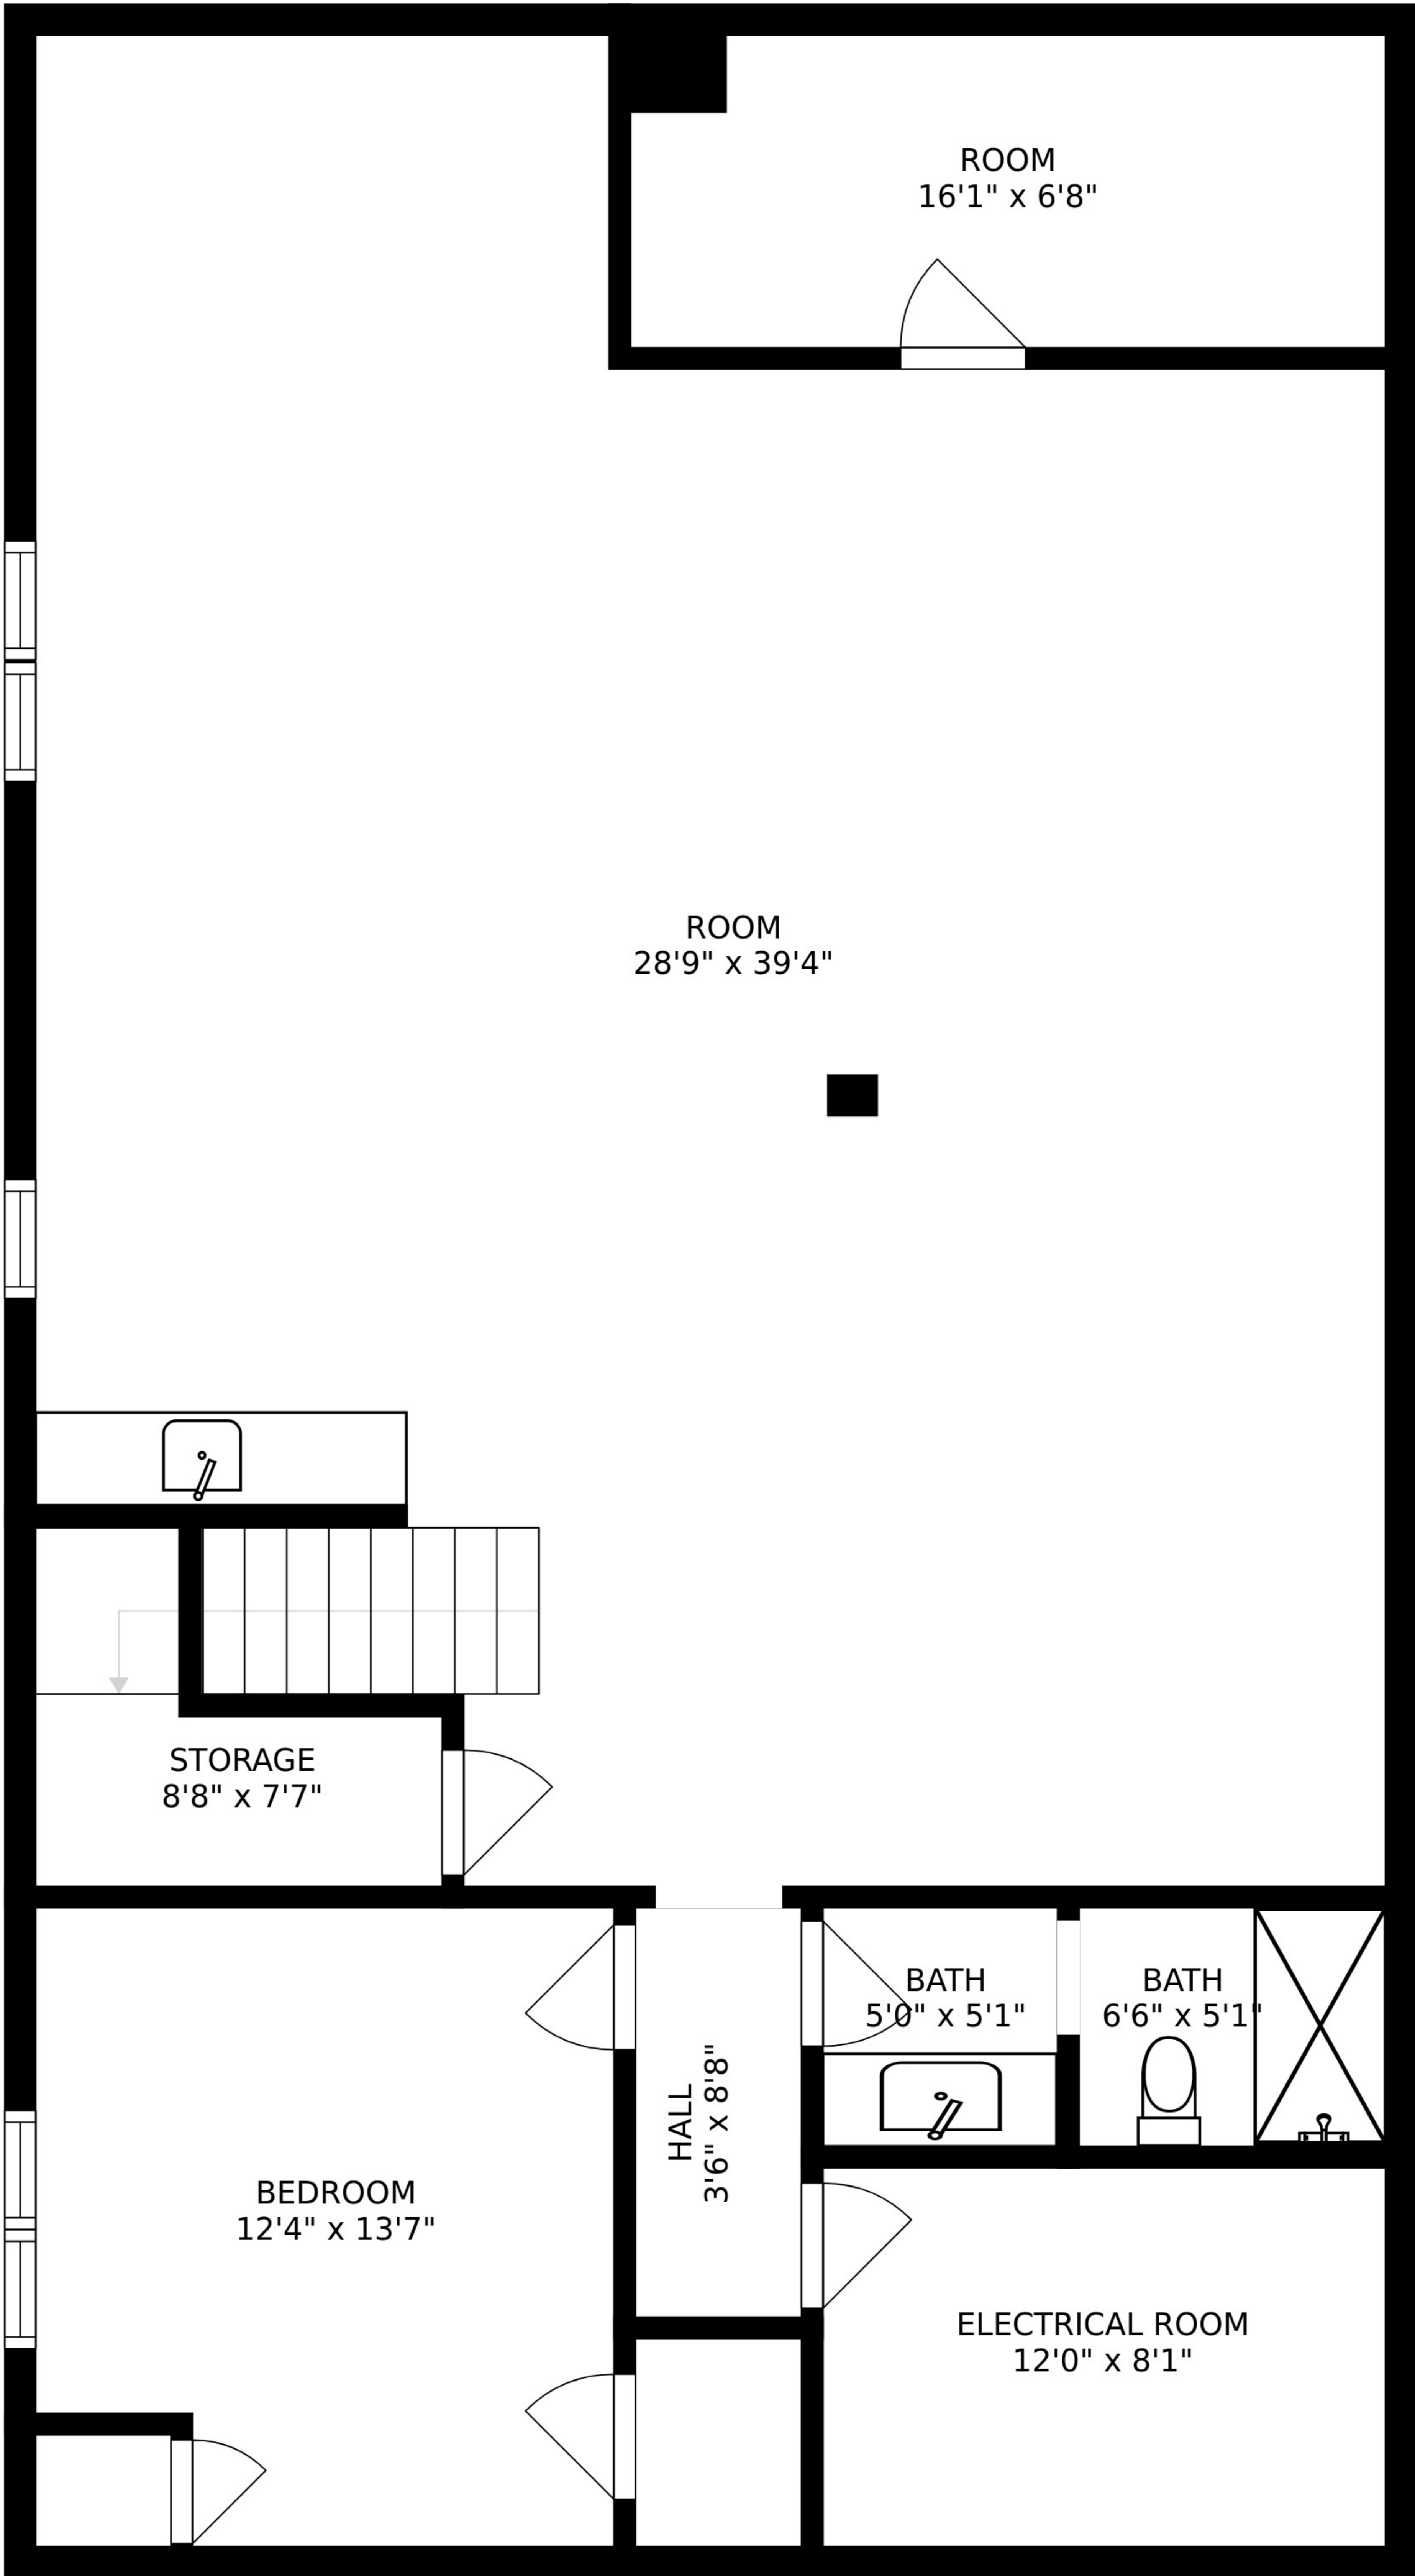 ROOM
16'1" x 6'8"
ROOM
28'9" x 39'4"
STORAGE
8'8" x 7'7"
BATH
5'0" x 5'1"
BATH
6'6" x 5'1"
HALL
3'6" x 8'8"
BEDROOM
12'4" x 13'7"
ELECTRICAL ROOM
12'0" x 8'1"